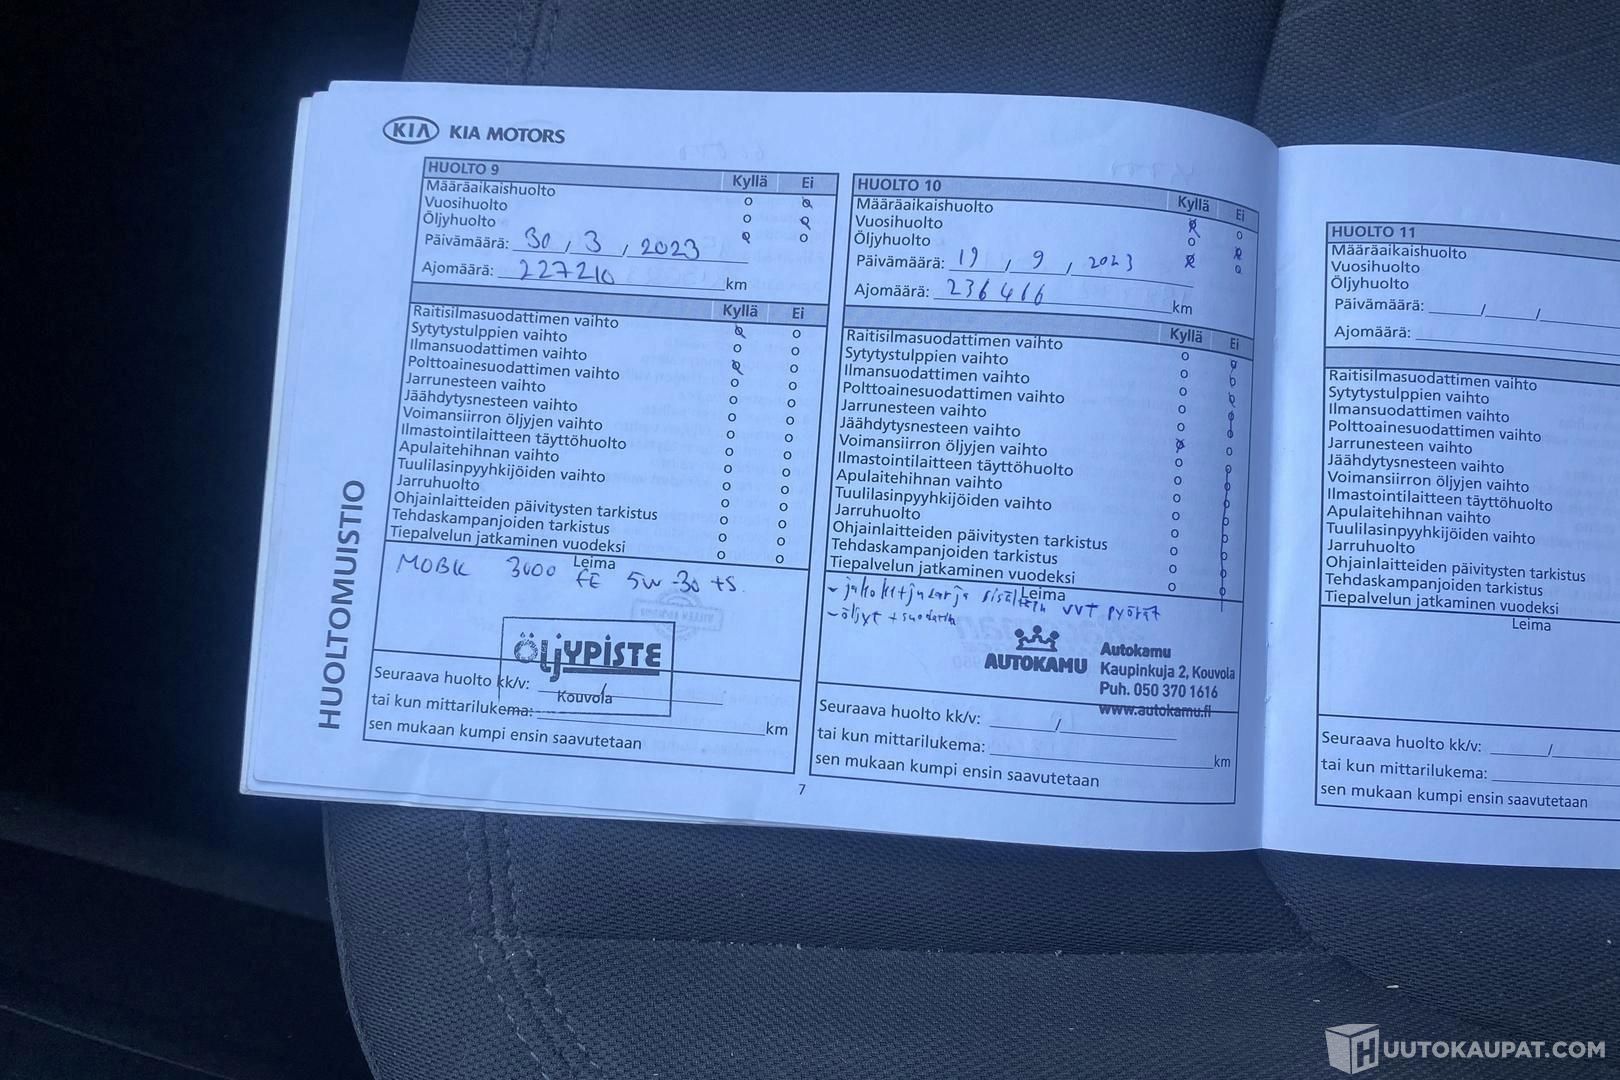 KIA KIA MOTORS
HUOLTOMUISTIO
HUOLTO 9 Kyllä Ei
Määräaikaishuolto o o
Vuosihuolto o o
Öljyhuolto o o
Päivämäärä: 30 / 3 / 2023
Ajomäärä: 227210 km
Kyllä Ei
Raitisilmasuodattimen vaihto o o
Sytytystulppien vaihto o o
Ilmansuodattimen vaihto o o
Polttoainesuodattimen vaihto o o
Jarrunesteen vaihto o o
Jäähdytysnesteen vaihto o o
Voimansiirron öljyjen vaihto o o
Ilmastointilaitteen täyttöhuolto o o
Apulaitehihnan vaihto o o
Tuulilasinpyyhkijöiden vaihto o o
Jarruhuolto o o
Ohjainlaitteiden päivitysten tarkistus o o
Tehdaskampanjoiden tarkistus o o
Tiepalvelun jatkaminen vuodeksi o o
Leima
3000 FE 5W-30 +S.
ÖLJYPISTE
Kouvola
Seuraava huolto kk/v: /
tai kun mittarilukema: km
sen mukaan kumpi ensin saavutetaan
HUOLTO 10 Kyllä Ei
Määräaikaishuolto o o
Vuosihuolto o o
Öljyhuolto o o
Päivämäärä: 19 / 9 / 2023
Ajomäärä: 236416 km
Kyllä Ei
Raitisilmasuodattimen vaihto o o
Sytytystulppien vaihto o o
Ilmansuodattimen vaihto o o
Polttoainesuodattimen vaihto o o
Jarrunesteen vaihto o o
Jäähdytysnesteen vaihto o o
Voimansiirron öljyjen vaihto o o
Ilmastointilaitteen täyttöhuolto o o
Apulaitehihnan vaihto o o
Tuulilasinpyyhkijöiden vaihto o o
Jarruhuolto o o
Ohjainlaitteiden päivitysten tarkistus o o
Tehdaskampanjoiden tarkistus o o
Tiepalvelun jatkaminen vuodeksi o o
Leima
- jakoketjusarja sisältäen VVT pyörät
- öljyt + suodatin
AUTOKAMU
Autokamu
Kaupinkuja 2, Kouvola
Puh. 050 370 1616
www.autokamu.fi
Seuraava huolto kk/v: /
tai kun mittarilukema: km
sen mukaan kumpi ensin saavutetaan
7
HUOLTO 11
Määräaikaishuolto
Vuosihuolto
Öljyhuolto
Päivämäärä: / /
Ajomäärä:
Raitisilmasuodattimen vaihto
Sytytystulppien vaihto
Ilmansuodattimen vaihto
Polttoainesuodattimen vaihto
Jarrunesteen vaihto
Jäähdytysnesteen vaihto
Voimansiirron öljyjen vaihto
Ilmastointilaitteen täyttöhuolto
Apulaitehihnan vaihto
Tuulilasinpyyhkijöiden vaihto
Jarruhuolto
Ohjainlaitteiden päivitysten tarkistus
Tehdaskampanjoiden tarkistus
Tiepalvelun jatkaminen vuodeksi
Leima
Seuraava huolto kk/v: /
tai kun mittarilukema:
sen mukaan kumpi ensin saavutetaan
HUUTOKAUPAT.COM